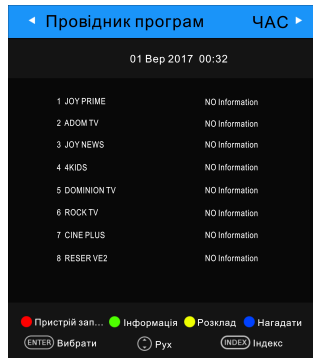 Провідник програм ЧАС
01 Вер 2017 00:32
1 JOY PRIME NO Information
2 ADOM TV NO Information
3 JOY NEWS NO Information
4 4KIDS NO Information
5 DOMINION TV NO Information
6 ROCK TV NO Information
7 CINE PLUS NO Information
8 RESER VE2 NO Information
Пристрій зап... Інформація Розклад Нагадати
ENTER Вибрати Рух INDEX Індекс